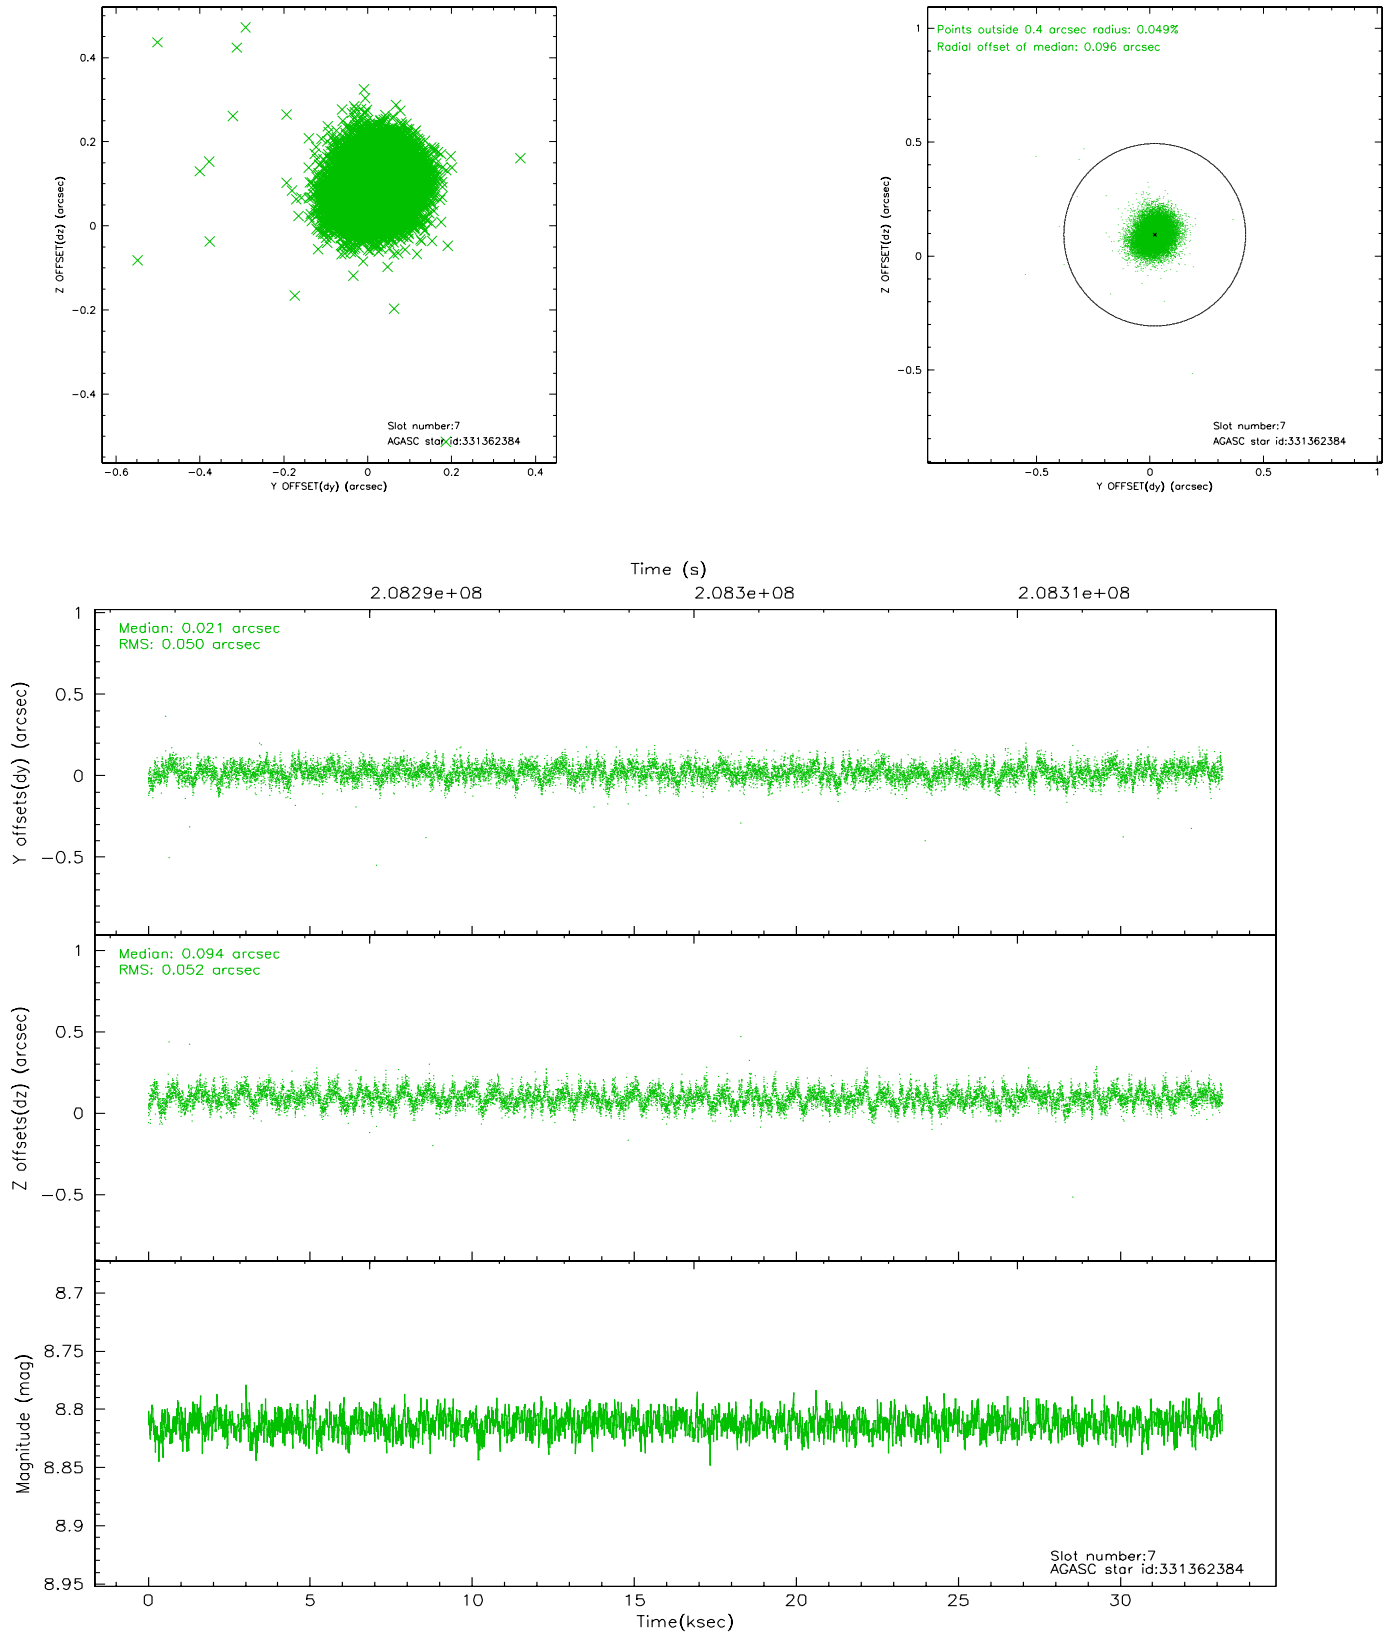 0.4
0.2
0
−0.2
−0.4
Z OFFSET(dz) (arcsec)
Slot number:7
AGASC star id:331362384
−0.6
−0.4
−0.2
0
0.2
0.4
Y OFFSET(dy) (arcsec)
Points outside 0.4 arcsec radius: 0.049%
Radial offset of median: 0.096 arcsec
1
0.5
0
−0.5
Z OFFSET(dz) (arcsec)
Slot number:7
AGASC star id:331362384
−0.5
0
0.5
1
Y OFFSET(dy) (arcsec)
Time (s)
2.0829e+08
2.083e+08
2.0831e+08
Median: 0.021 arcsec
RMS: 0.050 arcsec
1
0.5
0
−0.5
Y offsets(dy) (arcsec)
Median: 0.094 arcsec
RMS: 0.052 arcsec
1
0.5
0
−0.5
Z offsets(dz) (arcsec)
8.7
8.75
8.8
8.85
8.9
8.95
Magnitude (mag)
Slot number:7
AGASC star id:331362384
0
5
10
15
20
25
30
Time(ksec)